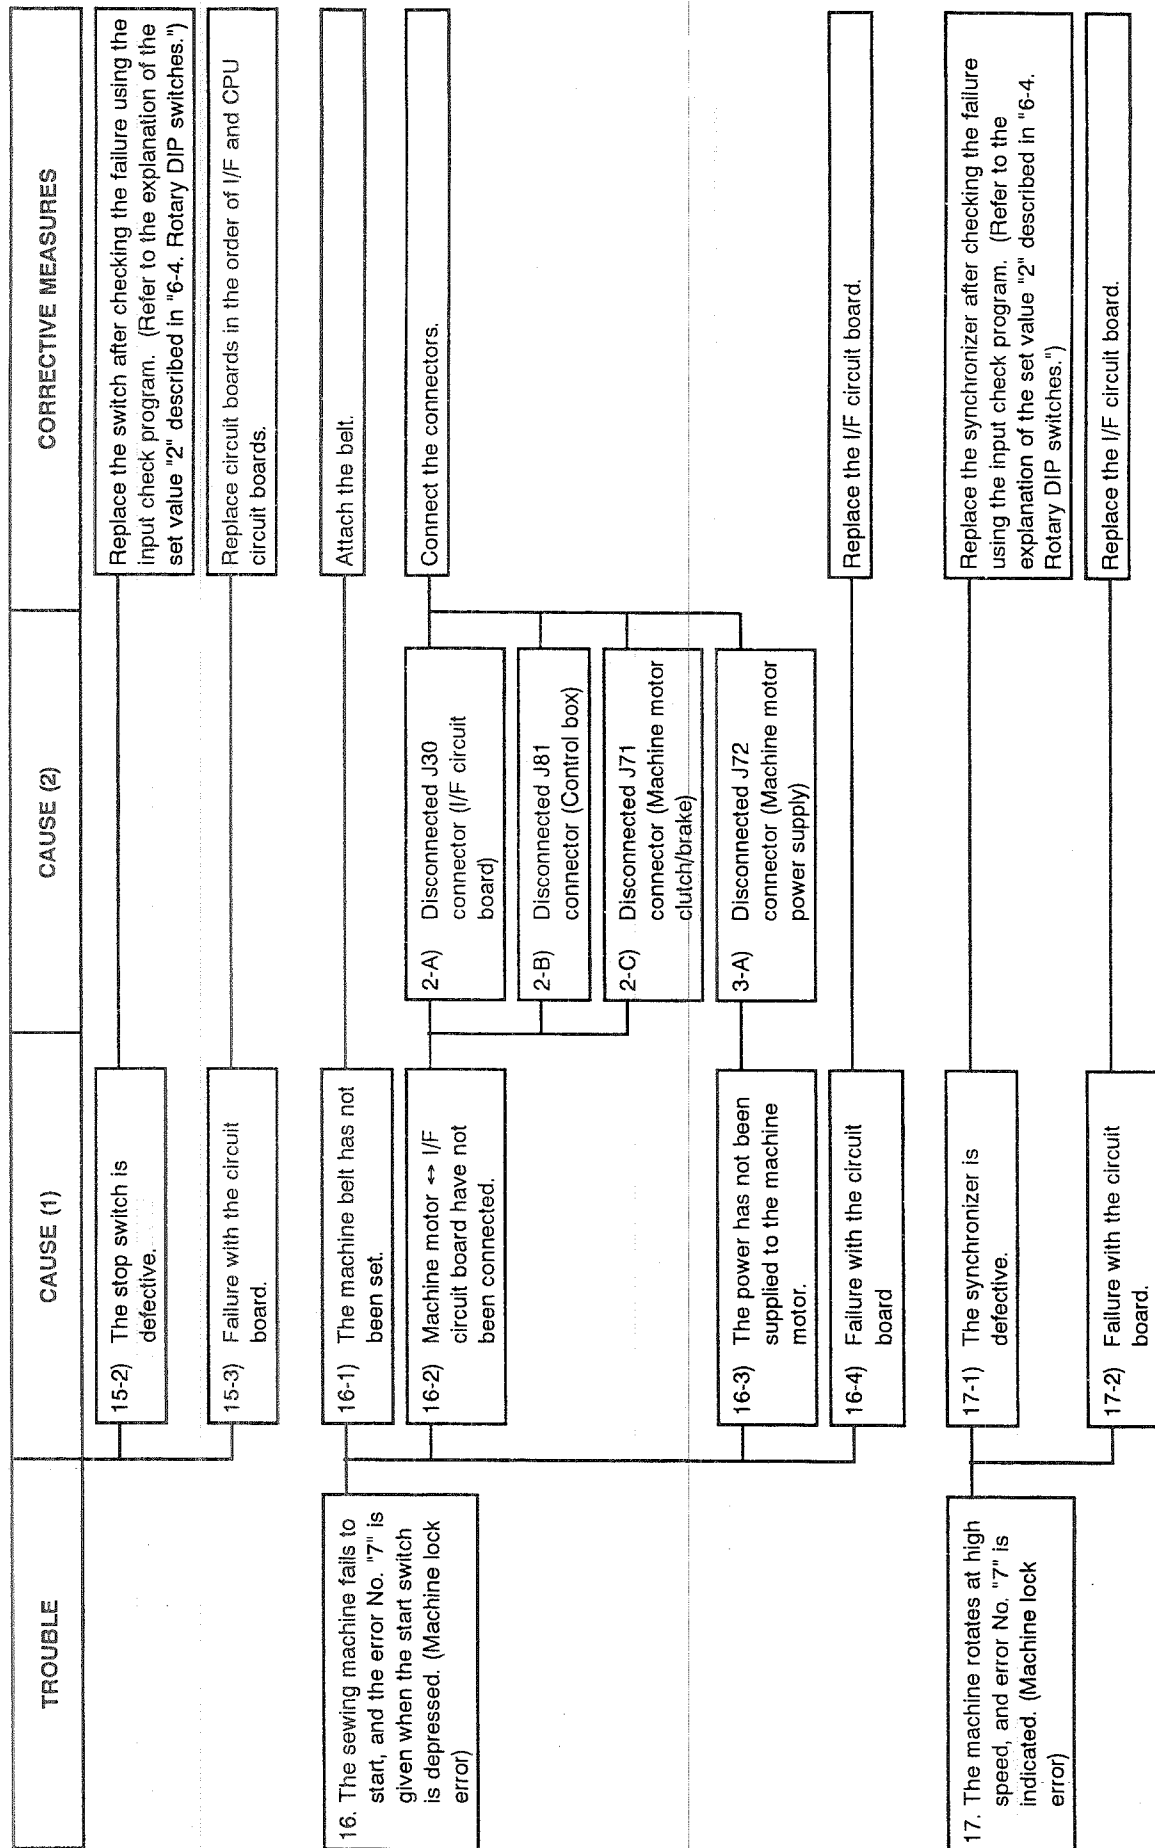 TROUBLE
CAUSE (1)
CAUSE (2)
CORRECTIVE MEASURES
15-2) The stop switch is
defective.
Replace the switch after checking the failure using the
input check program. (Refer to the explanation of the
set value "2" described in "6-4. Rotary DIP switches.")
15-3) Failure with the circuit
board.
Replace circuit boards in the order of I/F and CPU
circuit boards.
16. The sewing machine fails to
start, and the error No. "7" is
given when the start switch
is depressed. (Machine lock
error)
16-1) The machine belt has not
been set.
Attach the belt.
16-2) Machine motor ↔ I/F
circuit board have not
been connected.
2-A) Disconnected J30
connector (I/F circuit
board)
2-B) Disconnected J81
connector (Control box)
2-C) Disconnected J71
connector (Machine motor
clutch/brake)
Connect the connectors.
16-3) The power has not been
supplied to the machine
motor.
3-A) Disconnected J72
connector (Machine motor
power supply)
16-4) Failure with the circuit
board
Replace the I/F circuit board.
17. The machine rotates at high
speed, and error No. "7" is
indicated. (Machine lock
error)
17-1) The synchronizer is
defective.
Replace the synchronizer after checking the failure
using the input check program. (Refer to the
explanation of the set value "2" described in "6-4.
Rotary DIP switches.")
17-2) Failure with the circuit
board.
Replace the I/F circuit board.